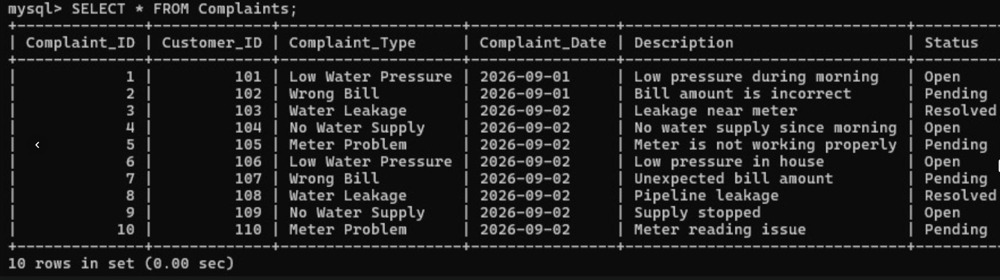 mysql> SELECT * FROM Complaints;
+--------------+-------------+--------------------+----------------+-------------------------------+---------
| Complaint_ID | Customer_ID | Complaint_Type     | Complaint_Date | Description                   | Status
+--------------+-------------+--------------------+----------------+-------------------------------+---------
|            1 |         101 | Low Water Pressure | 2026-09-01     | Low pressure during morning   | Open
|            2 |         102 | Wrong Bill         | 2026-09-01     | Bill amount is incorrect      | Pending
|            3 |         103 | Water Leakage      | 2026-09-02     | Leakage near meter            | Resolved
|            4 |         104 | No Water Supply    | 2026-09-02     | No water supply since morning | Open
|            5 |         105 | Meter Problem      | 2026-09-02     | Meter is not working properly | Pending
|            6 |         106 | Low Water Pressure | 2026-09-02     | Low pressure in house         | Open
|            7 |         107 | Wrong Bill         | 2026-09-02     | Unexpected bill amount        | Pending
|            8 |         108 | Water Leakage      | 2026-09-02     | Pipeline leakage              | Resolved
|            9 |         109 | No Water Supply    | 2026-09-02     | Supply stopped                | Open
|           10 |         110 | Meter Problem      | 2026-09-02     | Meter reading issue           | Pending
+--------------+-------------+--------------------+----------------+-------------------------------+---------
10 rows in set (0.00 sec)